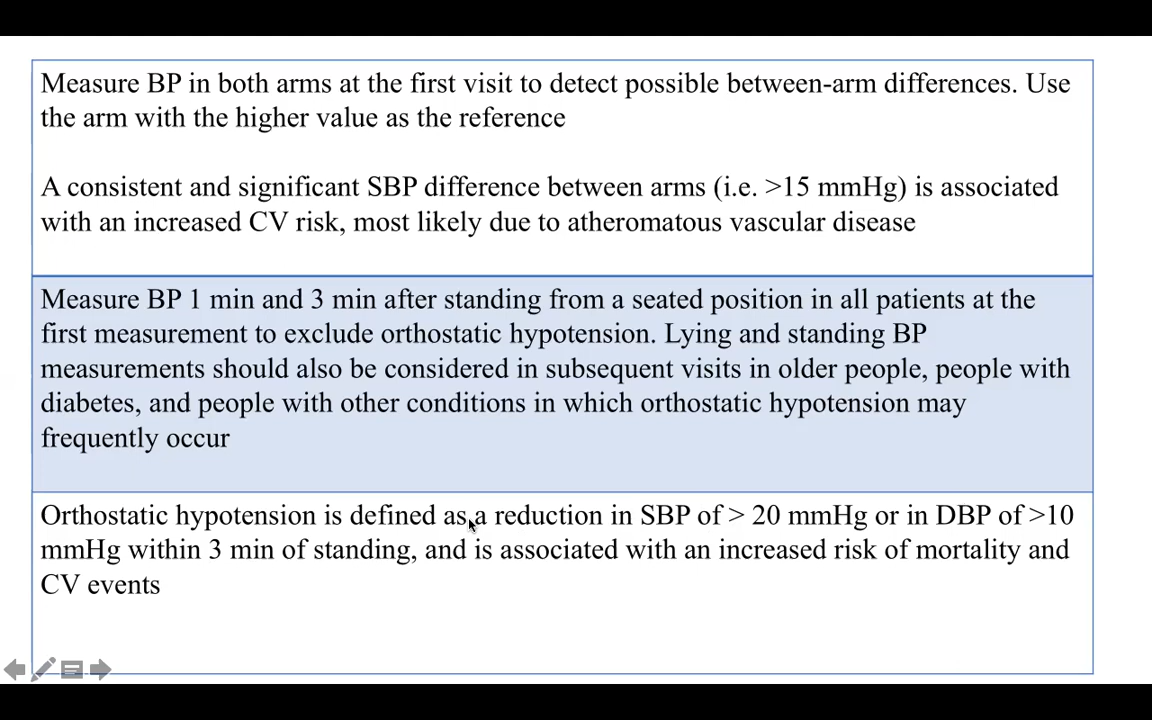 Measure BP in both arms at the first visit to detect possible between-arm differences. Use
the arm with the higher value as the reference
A consistent and significant SBP difference between arms (i.e. >15 mmHg) is associated
with an increased CV risk, most likely due to atheromatous vascular disease
Measure BP 1 min and 3 min after standing from a seated position in all patients at the
first measurement to exclude orthostatic hypotension. Lying and standing BP
measurements should also be considered in subsequent visits in older people, people with
diabetes, and people with other conditions in which orthostatic hypotension may
frequently occur
Orthostatic hypotension is defined as a reduction in SBP of > 20 mmHg or in DBP of >10
mmHg within 3 min of standing, and is associated with an increased risk of mortality and
CV events